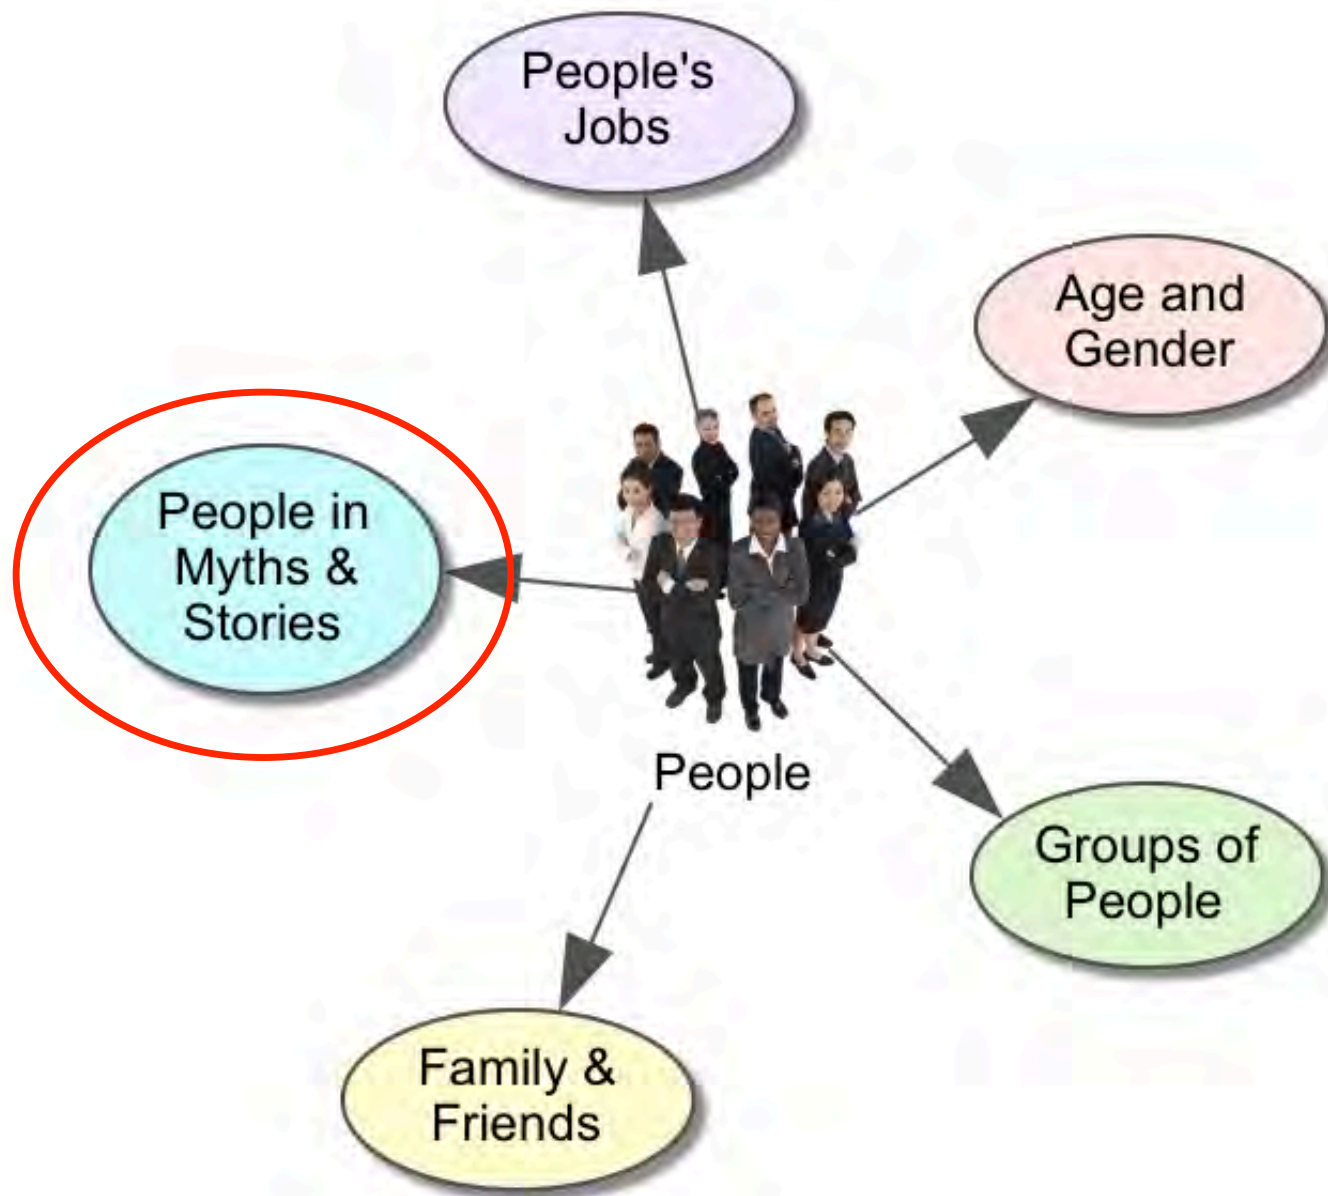 People's
Jobs
Age and
Gender
People in
Myths &
Stories
People
Groups of
People
Family &
Friends